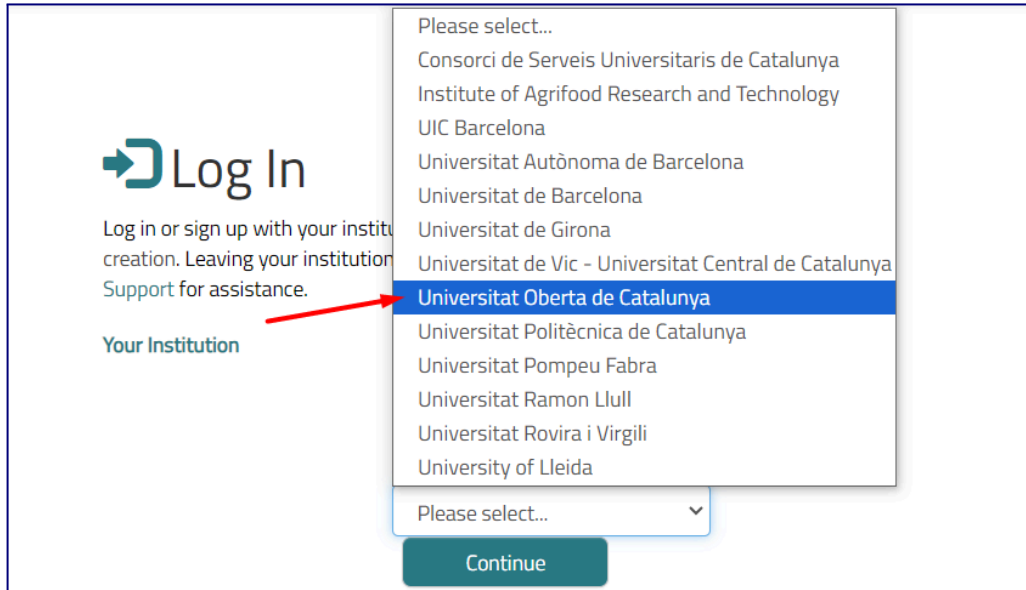 Please select...
Consorci de Serveis Universitaris de Catalunya
Institute of Agrifood Research and Technology
UIC Barcelona
Universitat Autònoma de Barcelona
Universitat de Barcelona
Universitat de Girona
Universitat de Vic - Universitat Central de Catalunya
Universitat Oberta de Catalunya
Universitat Politècnica de Catalunya
Universitat Pompeu Fabra
Universitat Ramon Llull
Universitat Rovira i Virgili
University of Lleida
Log In
Log in or sign up with your
creation. Leaving your institution
Support for assistance.
Your Institution
Please select...
Continue